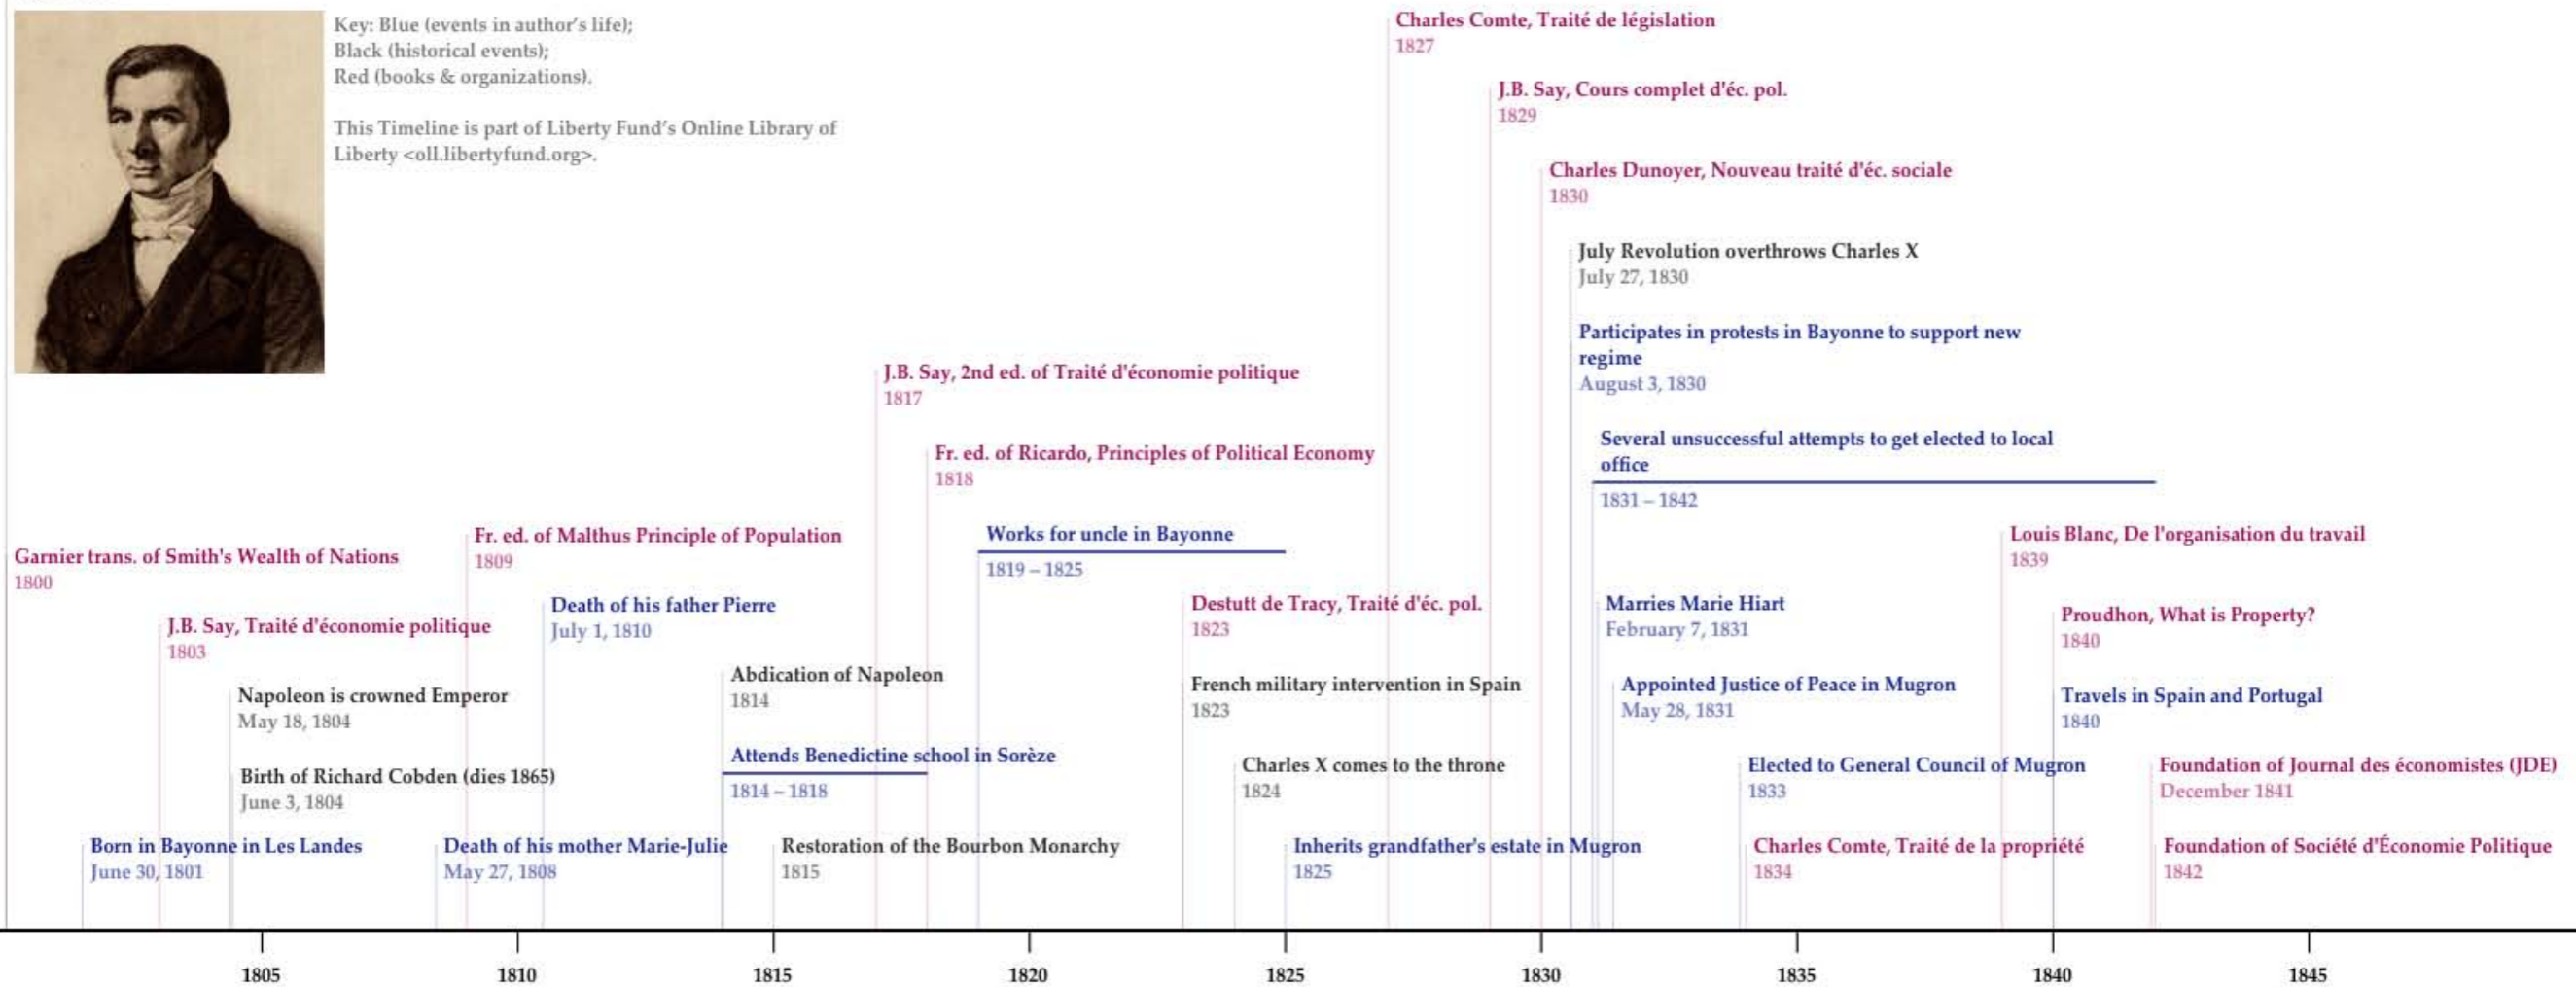 Key: Blue (events in author's life);
Black (historical events);
Red (books & organizations).
This Timeline is part of Liberty Fund's Online Library of
Liberty <oll.libertyfund.org>.
Charles Comte, Traité de législation
1827
J.B. Say, Cours complet d'éc. pol.
1829
Charles Dunoyer, Nouveau traité d'éc. sociale
1830
July Revolution overthrows Charles X
July 27, 1830
Participates in protests in Bayonne to support new
regime
August 3, 1830
J.B. Say, 2nd ed. of Traité d'économie politique
1817
Several unsuccessful attempts to get elected to local
office
1831 – 1842
Fr. ed. of Ricardo, Principles of Political Economy
1818
Works for uncle in Bayonne
1819 – 1825
Louis Blanc, De l'organisation du travail
1839
Fr. ed. of Malthus Principle of Population
1809
Garnier trans. of Smith's Wealth of Nations
1800
Death of his father Pierre
July 1, 1810
Destutt de Tracy, Traité d'éc. pol.
1823
Marries Marie Hiart
February 7, 1831
Proudhon, What is Property?
1840
J.B. Say, Traité d'économie politique
1803
Abdication of Napoleon
1814
French military intervention in Spain
1823
Appointed Justice of Peace in Mugron
May 28, 1831
Travels in Spain and Portugal
1840
Napoleon is crowned Emperor
May 18, 1804
Attends Benedictine school in Sorèze
1814 – 1818
Charles X comes to the throne
1824
Elected to General Council of Mugron
1833
Foundation of Journal des économistes (JDE)
December 1841
Birth of Richard Cobden (dies 1865)
June 3, 1804
Born in Bayonne in Les Landes
June 30, 1801
Death of his mother Marie-Julie
May 27, 1808
Restoration of the Bourbon Monarchy
1815
Inherits grandfather's estate in Mugron
1825
Charles Comte, Traité de la propriété
1834
Foundation of Société d'Économie Politique
1842
1805
1810
1815
1820
1825
1830
1835
1840
1845